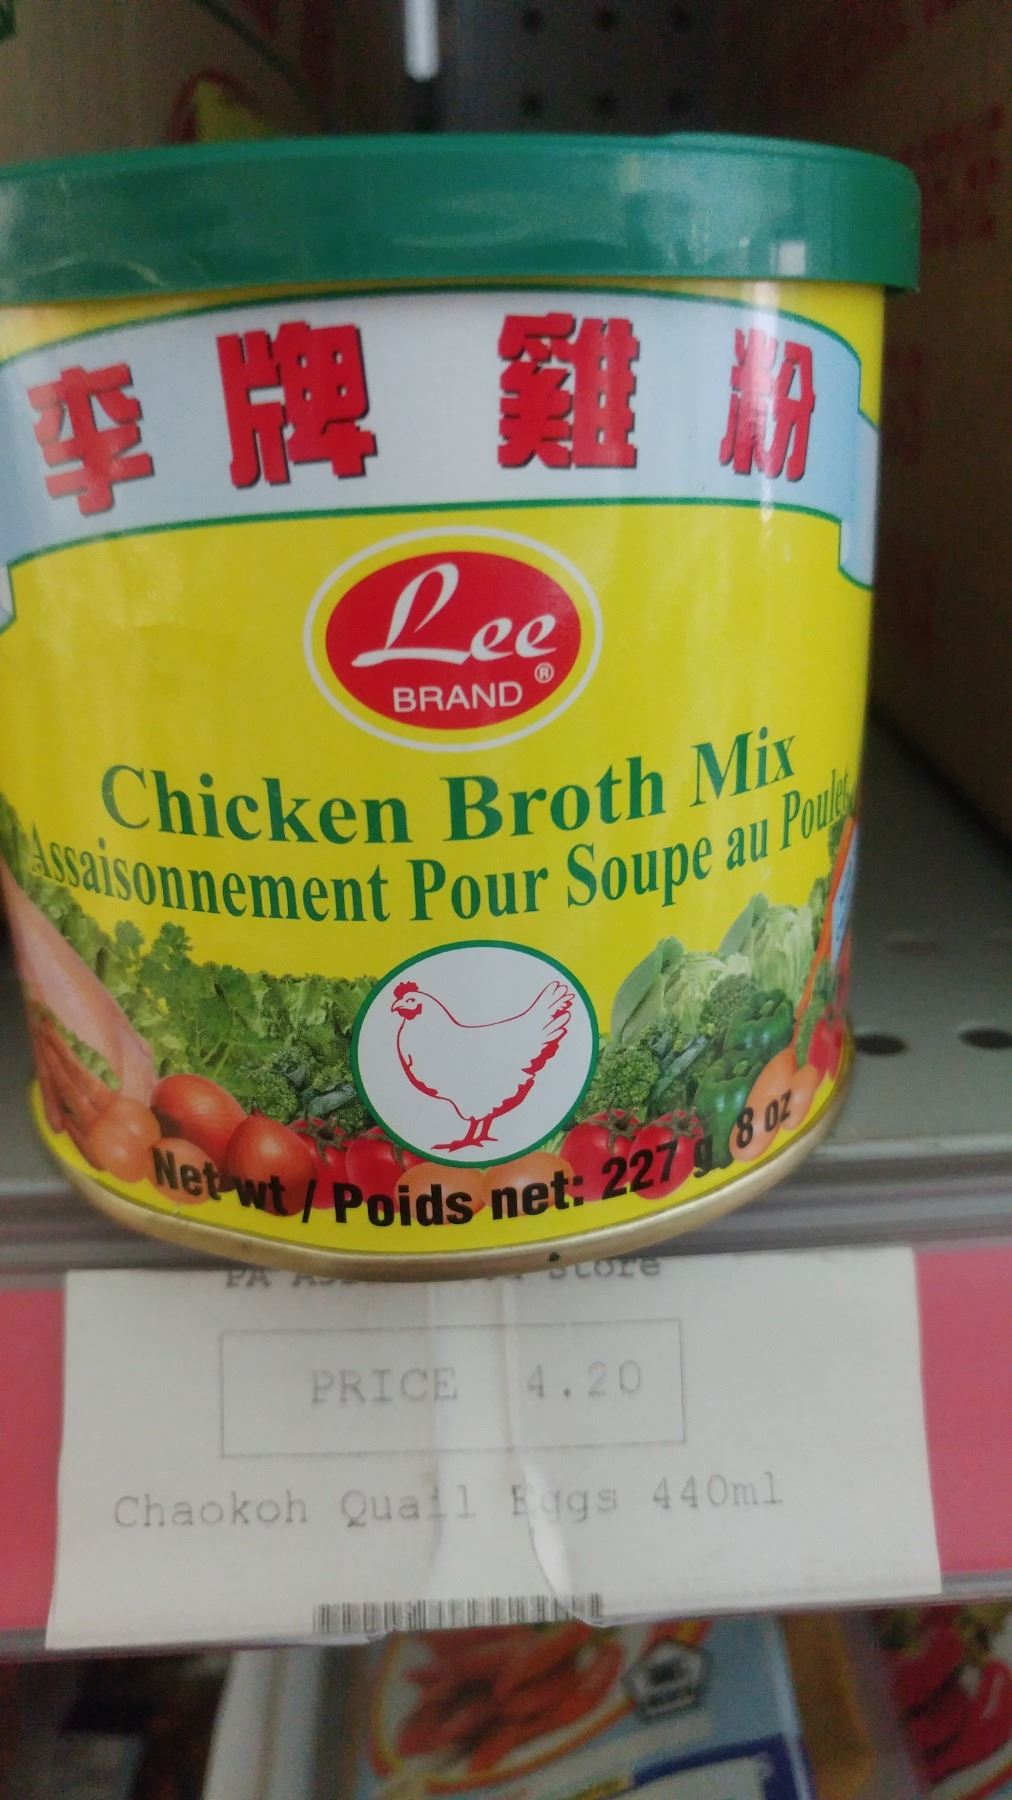 李牌雞粉
Lee
BRAND ®
Chicken Broth Mix
Assaisonnement Pour Soupe au Poulet
Net wt / Poids net: 227 g 8 oz
PA Store
PRICE 4.20
Chaokoh Quail Eggs 440ml